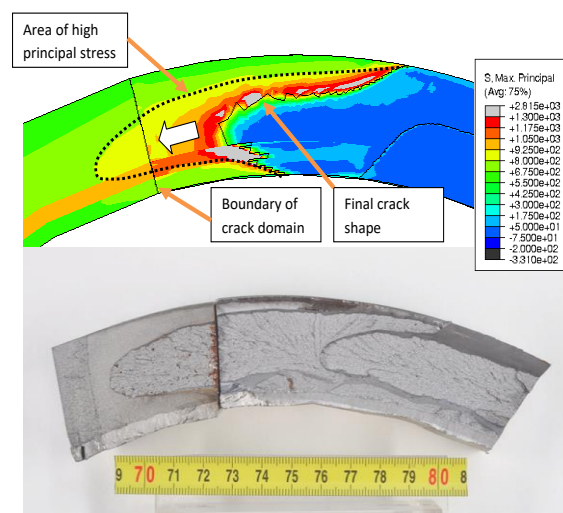 Area of high
principal stress
S, Max. Principal
(Avg: 75%)
+2.815e+03
+1.300e+03
+1.175e+03
+1.050e+03
+9.250e+02
+8.000e+02
+6.750e+02
+5.500e+02
+4.250e+02
+3.000e+02
+1.750e+02
+5.000e+01
-7.500e+01
-2.000e+02
-3.310e+02
Boundary of
crack domain
Final crack
shape
9 70 71 72 73 74 75 76 77 78 79 80 8